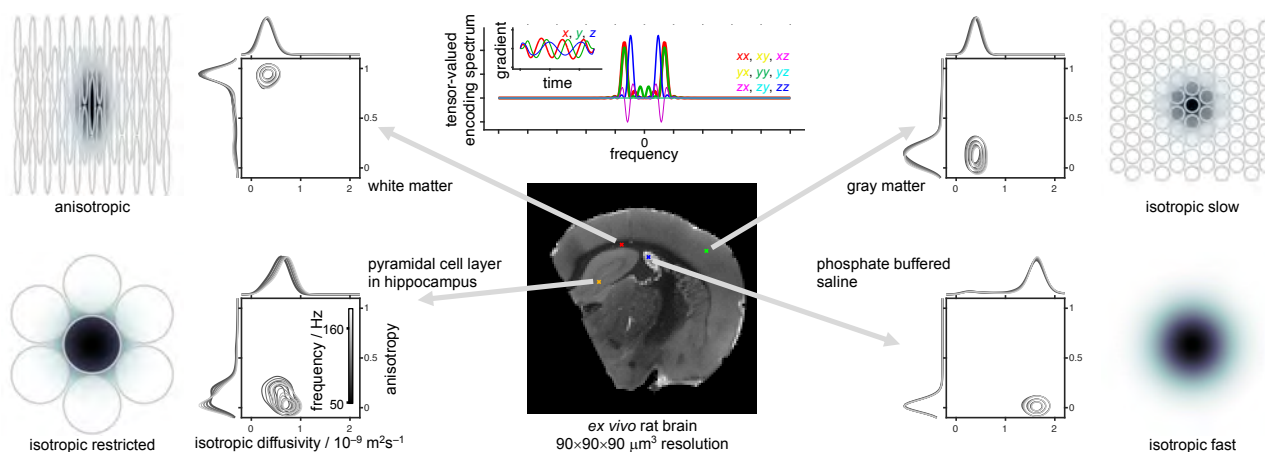 x, y, z
gradient
time
tensor-valued
encoding spectrum
xx, xy, xz
yx, yy, yz
zx, zy, zz
0
frequency
1
0.5
0
0 1 2
white matter
anisotropic
1
0.5
0
0 1 2
gray matter
isotropic slow
pyramidal cell layer
in hippocampus
frequency / Hz
160
50
1
0.5
0
anisotropy
0 1 2
isotropic diffusivity / 10⁻⁹ m²s⁻¹
isotropic restricted
ex vivo rat brain
90×90×90 μm³ resolution
phosphate buffered
saline
1
0.5
0
0 1 2
isotropic fast